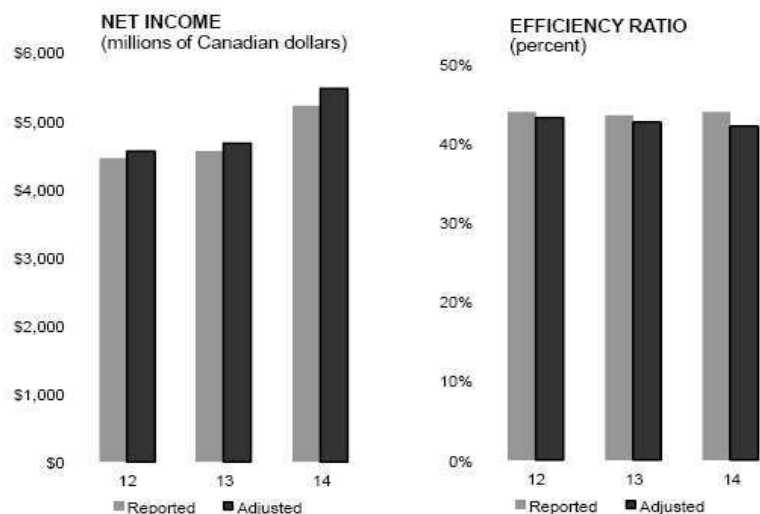 NET INCOME
(millions of Canadian dollars)
$6,000
$5,000
$4,000
$3,000
$2,000
$1,000
$0
12 13 14
Reported Adjusted
EFFICIENCY RATIO
(percent)
50%
40%
30%
20%
10%
0%
12 13 14
Reported Adjusted